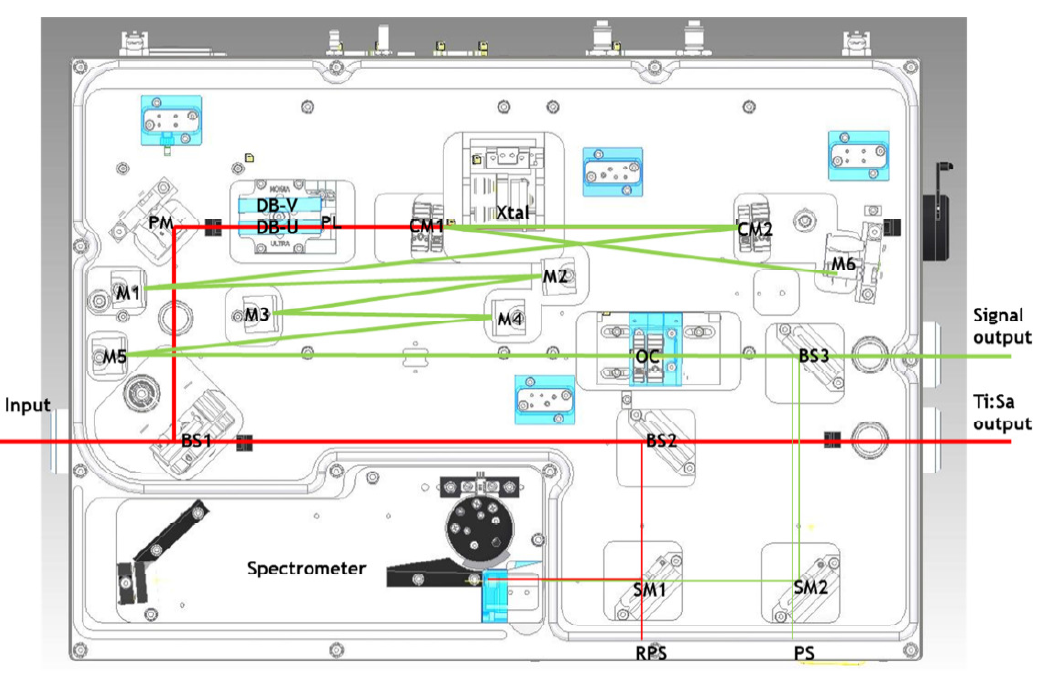 DB-V
PM
DB-U
PL
ULTRA
CM1
Xtal
CM2
M6
M1
M2
M3
M4
M5
OC
BS3
Signal
output
Input
BS1
BS2
Ti:Sa
output
Spectrometer
SM1
SM2
RPS
PS